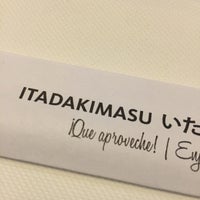 ITADAKIMASU いた
¡Que aproveche! | Enj